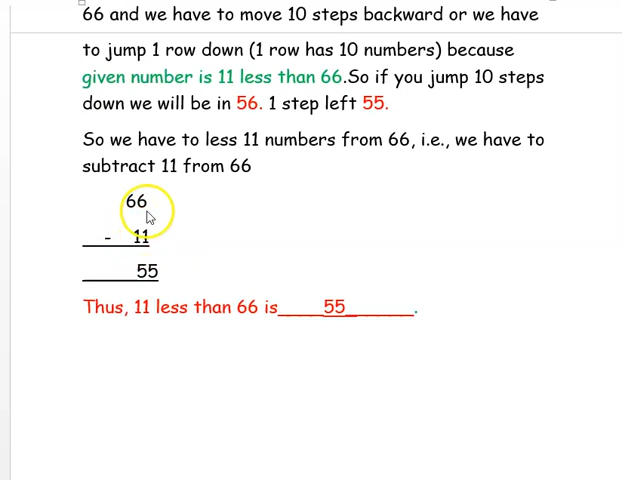 66 and we have to move 10 steps backward or we have
to jump 1 row down (1 row has 10 numbers) because
given number is 11 less than 66.So if you jump 10 steps
down we will be in 56. 1 step left 55.
So we have to less 11 numbers from 66, i.e., we have to
subtract 11 from 66
66
- 11
55
Thus, 11 less than 66 is____55______.